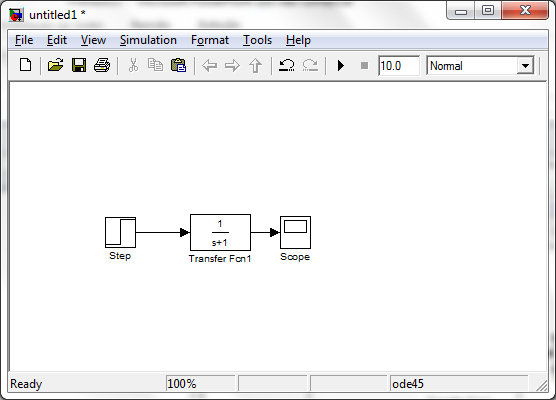 untitled1 *
File Edit View Simulation Format Tools Help
10.0 Normal
1
s+1
Step Transfer Fcn1 Scope
Ready 100% ode45